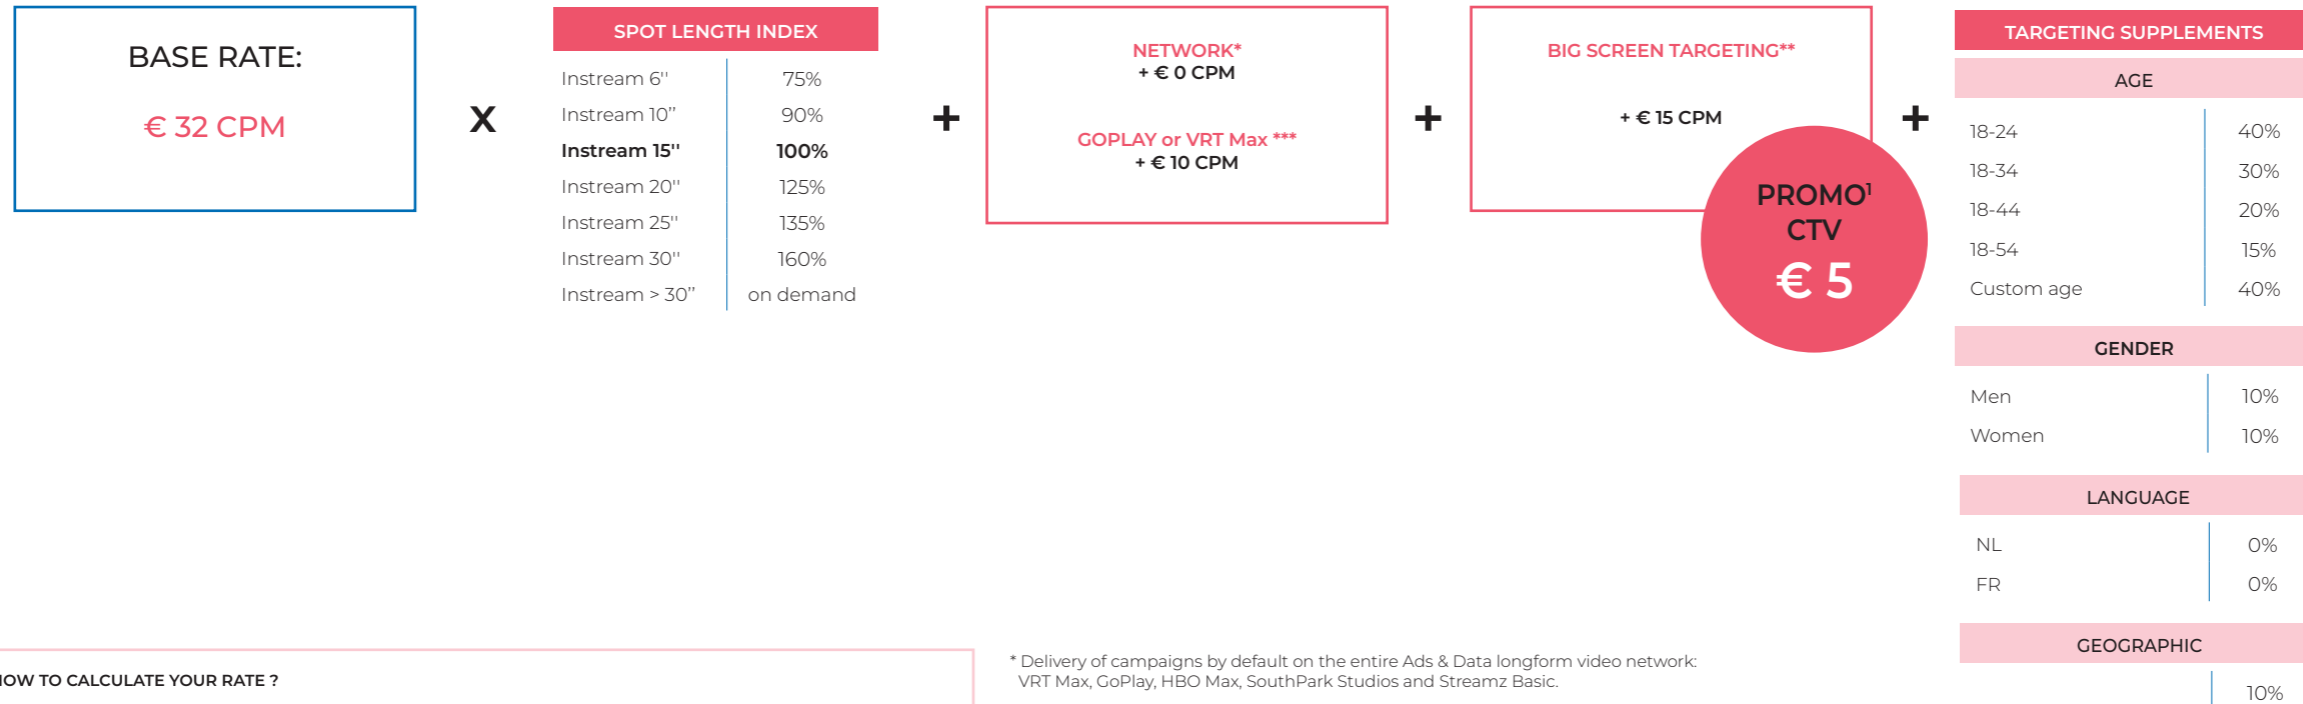 BASE RATE:
€ 32 CPM
X
SPOT LENGTH INDEX
Instream 6'' 75%
Instream 10’’ 90%
Instream 15'' 100%
Instream 20'' 125%
Instream 25'' 135%
Instream 30'' 160%
Instream > 30’’ on demand
+
NETWORK*
+ € 0 CPM
GOPLAY or VRT Max ***
+ € 10 CPM
+
BIG SCREEN TARGETING**
+ € 15 CPM
PROMO¹
CTV
€ 5
+
TARGETING SUPPLEMENTS
AGE
18-24 40%
18-34 30%
18-44 20%
18-54 15%
Custom age 40%
GENDER
Men 10%
Women 10%
LANGUAGE
NL 0%
FR 0%
GEOGRAPHIC
10%
HOW TO CALCULATE YOUR RATE ?
* Delivery of campaigns by default on the entire Ads & Data longform video network:
VRT Max, GoPlay, HBO Max, SouthPark Studios and Streamz Basic.